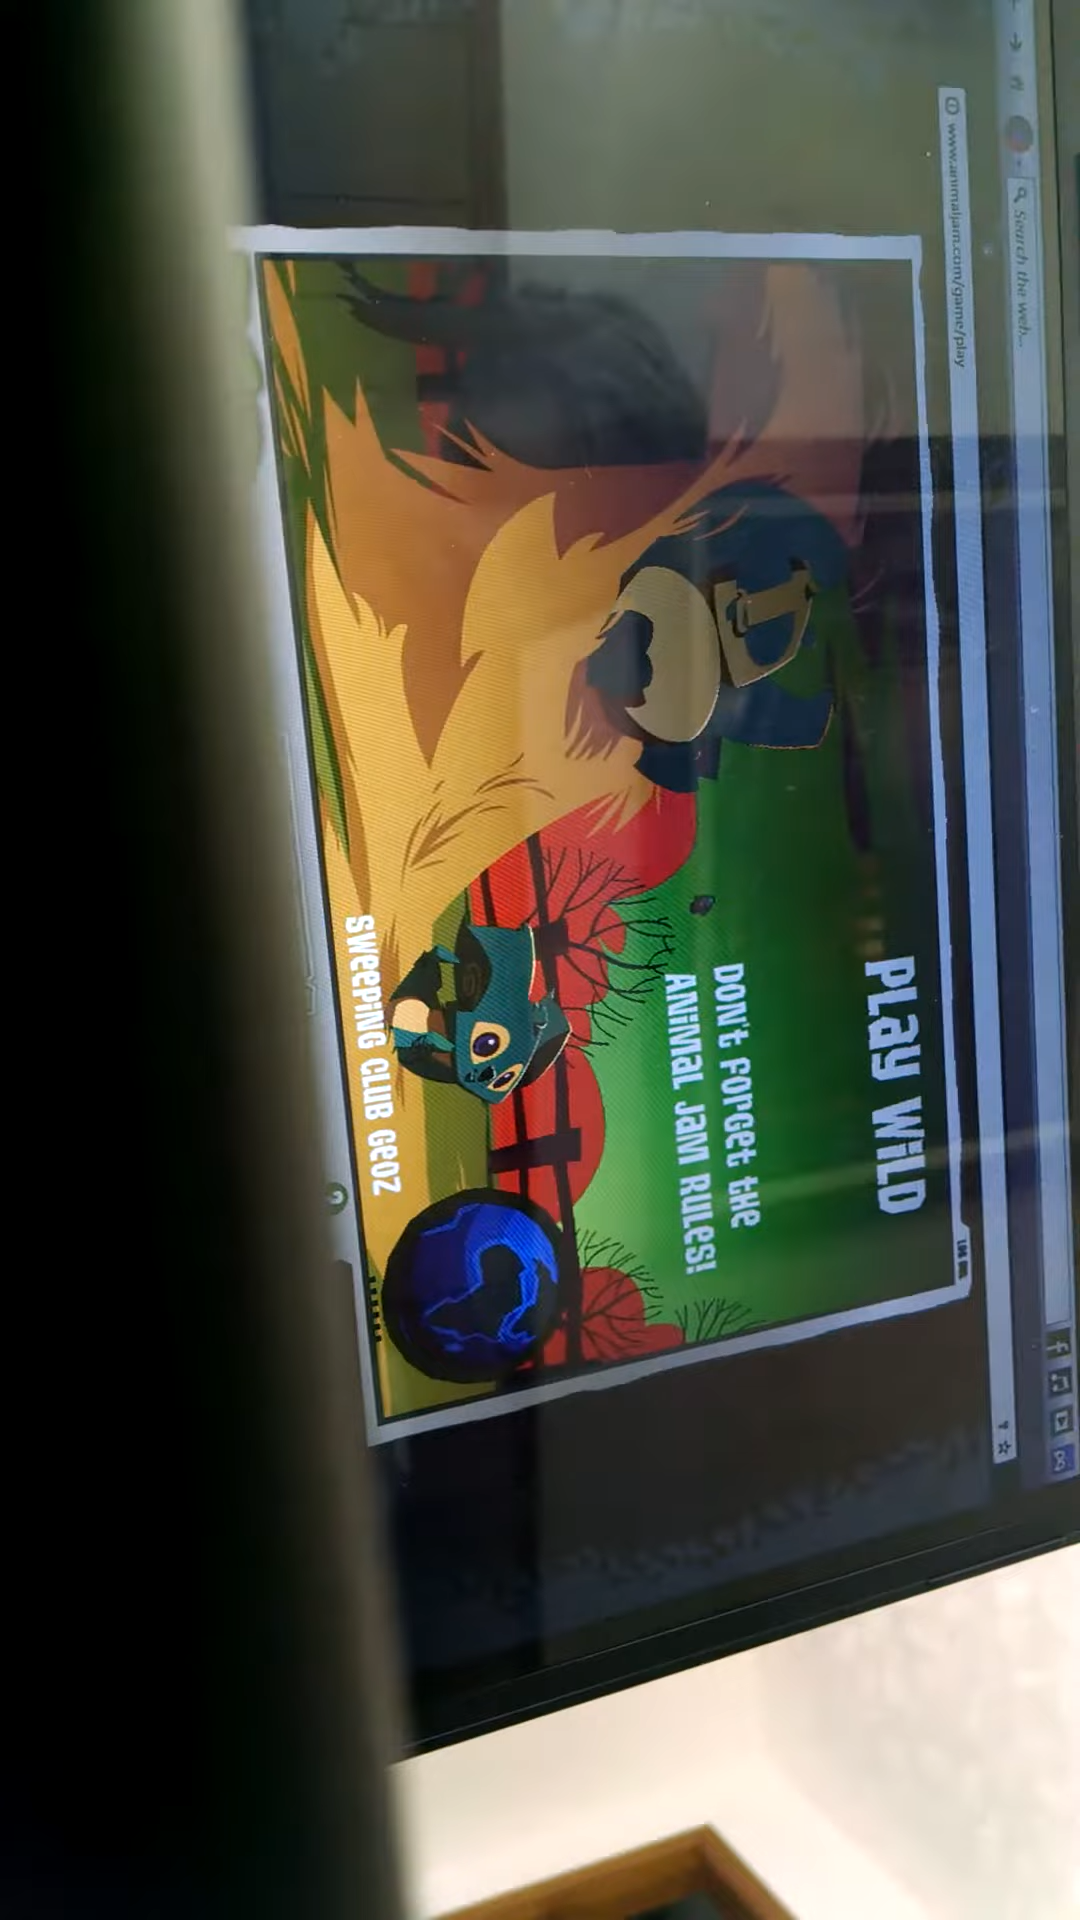 Search the web...
www.animaljam.com/game/play
PLAY WILD
DON'T FORGET THE
ANIMAL JAM RULES!
SWEEPING CLUB GEOZ